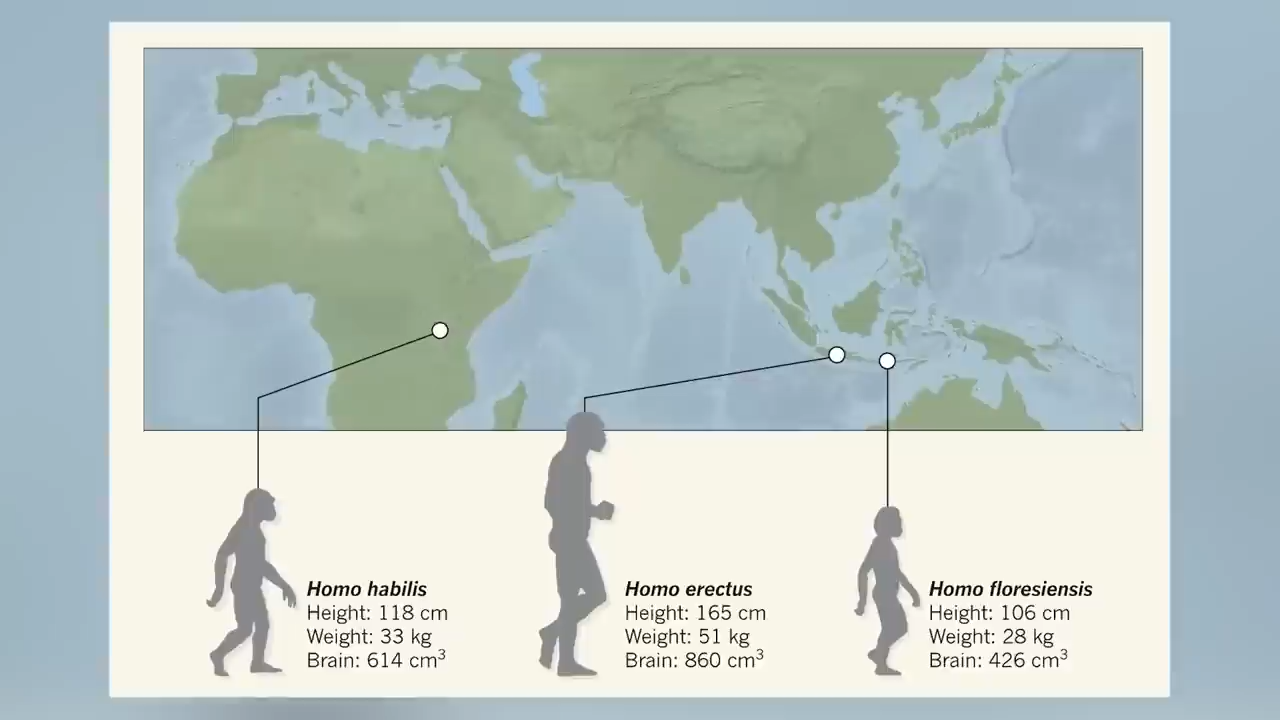 Homo habilis
Height: 118 cm
Weight: 33 kg
Brain: 614 cm³
Homo erectus
Height: 165 cm
Weight: 51 kg
Brain: 860 cm³
Homo floresiensis
Height: 106 cm
Weight: 28 kg
Brain: 426 cm³